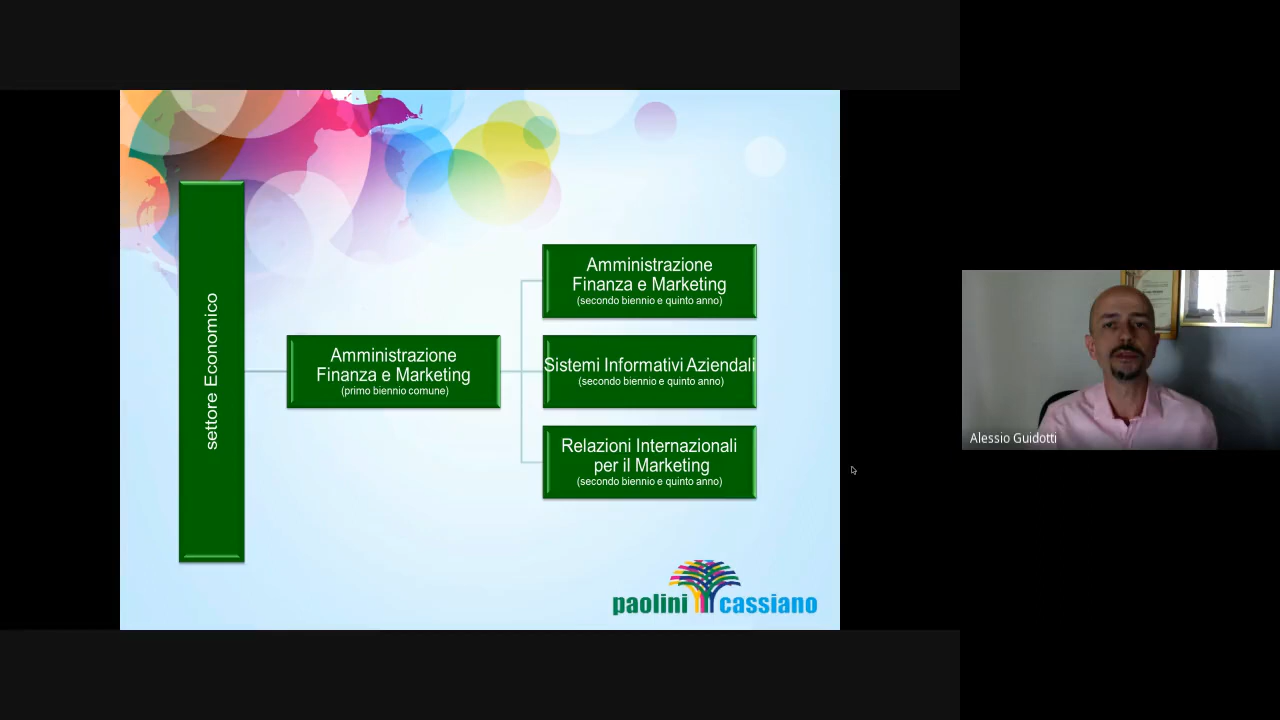 settore Economico
Amministrazione
Finanza e Marketing
(primo biennio comune)
Amministrazione
Finanza e Marketing
(secondo biennio e quinto anno)
Sistemi Informativi Aziendali
(secondo biennio e quinto anno)
Relazioni Internazionali
per il Marketing
(secondo biennio e quinto anno)
paolini cassiano
Alessio Guidotti